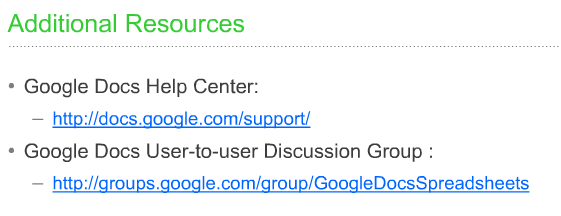 Additional Resources
• Google Docs Help Center:
– http://docs.google.com/support/
• Google Docs User-to-user Discussion Group :
– http://groups.google.com/group/GoogleDocsSpreadsheets